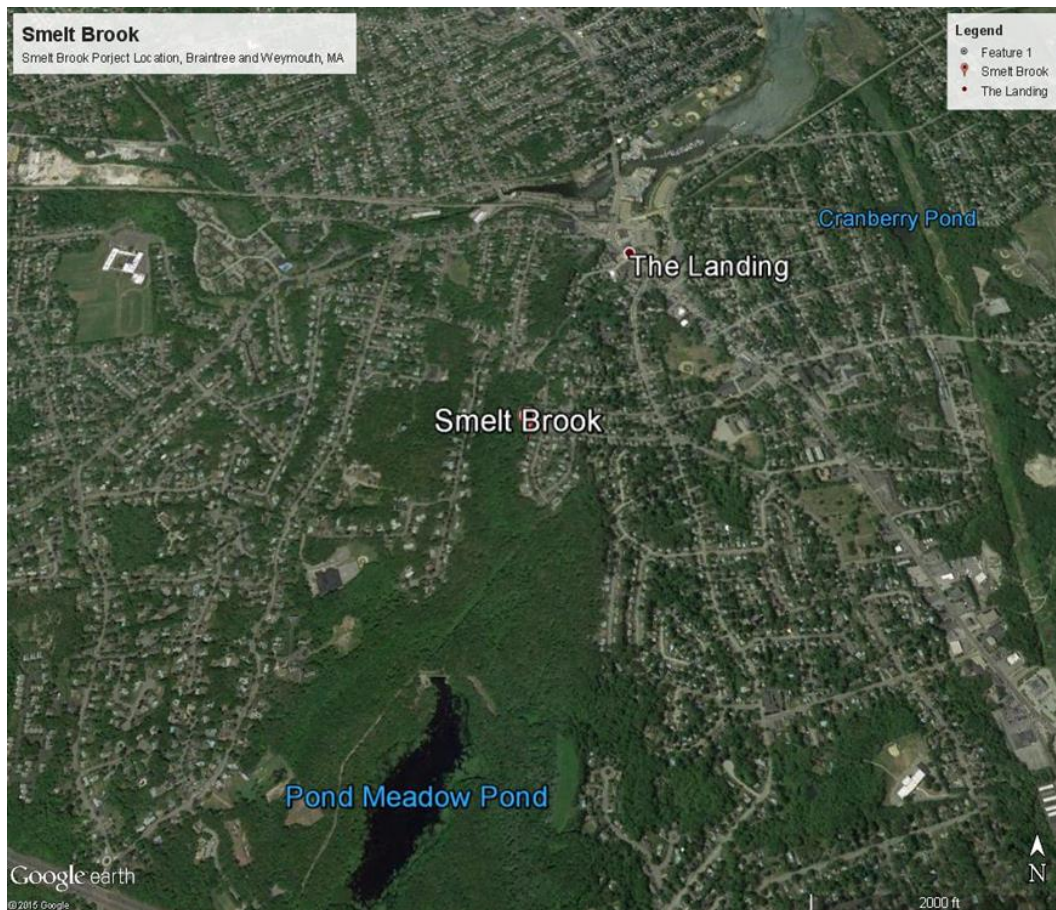 Smelt Brook
Smelt Brook Porject Location, Braintree and Weymouth, MA
Legend
Feature 1
Smelt Brook
The Landing
Cranberry Pond
The Landing
Smelt Brook
Pond Meadow Pond
Google earth
©2015 Google
N
2000 ft